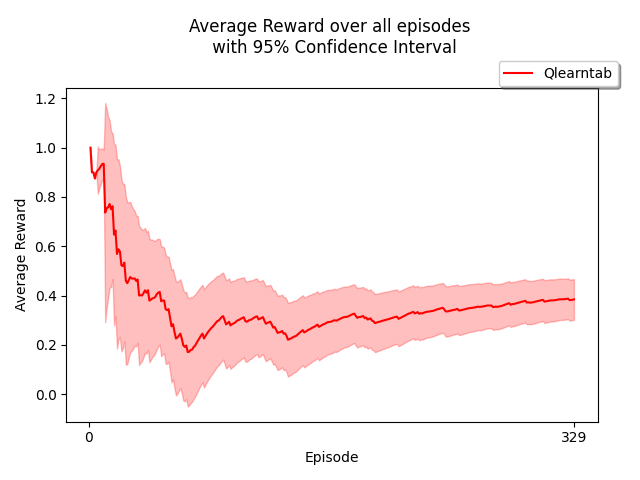 Average Reward over all episodes
with 95% Confidence Interval
Qlearntab
1.2
1.0
0.8
0.6
0.4
0.2
0.0
Average Reward
0
329
Episode